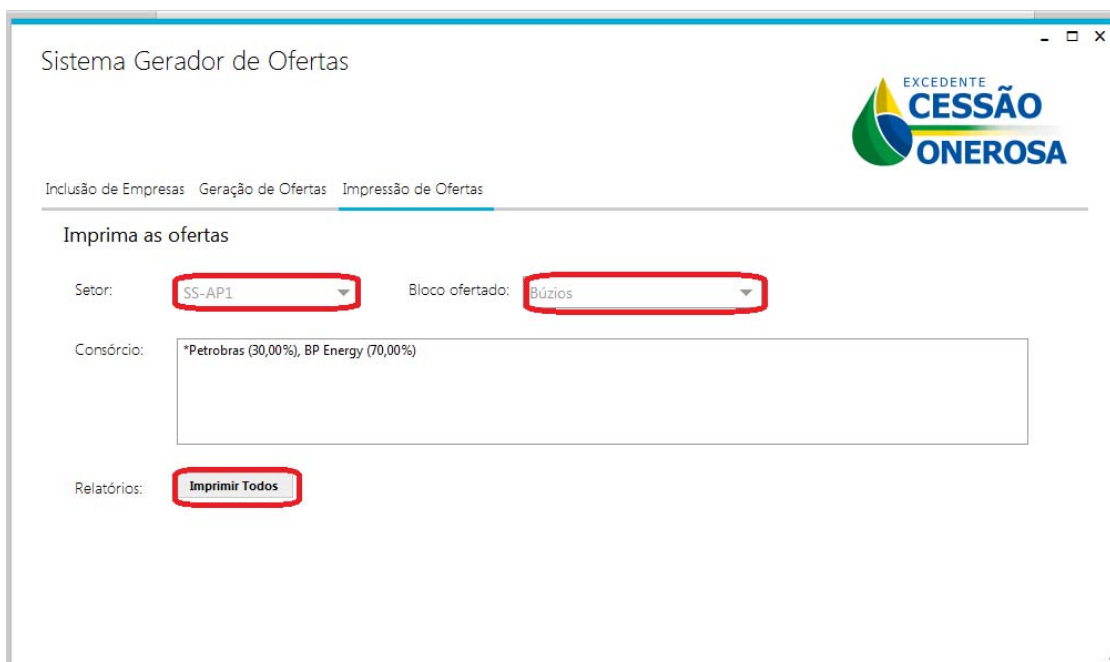 Sistema Gerador de Ofertas
EXCEDENTE
CESSÃO
ONEROSA
Inclusão de Empresas Geração de Ofertas Impressão de Ofertas
Imprima as ofertas
Setor: SS-AP1 Bloco ofertado: Búzios
Consórcio: *Petrobras (30,00%), BP Energy (70,00%)
Relatórios: Imprimir Todos